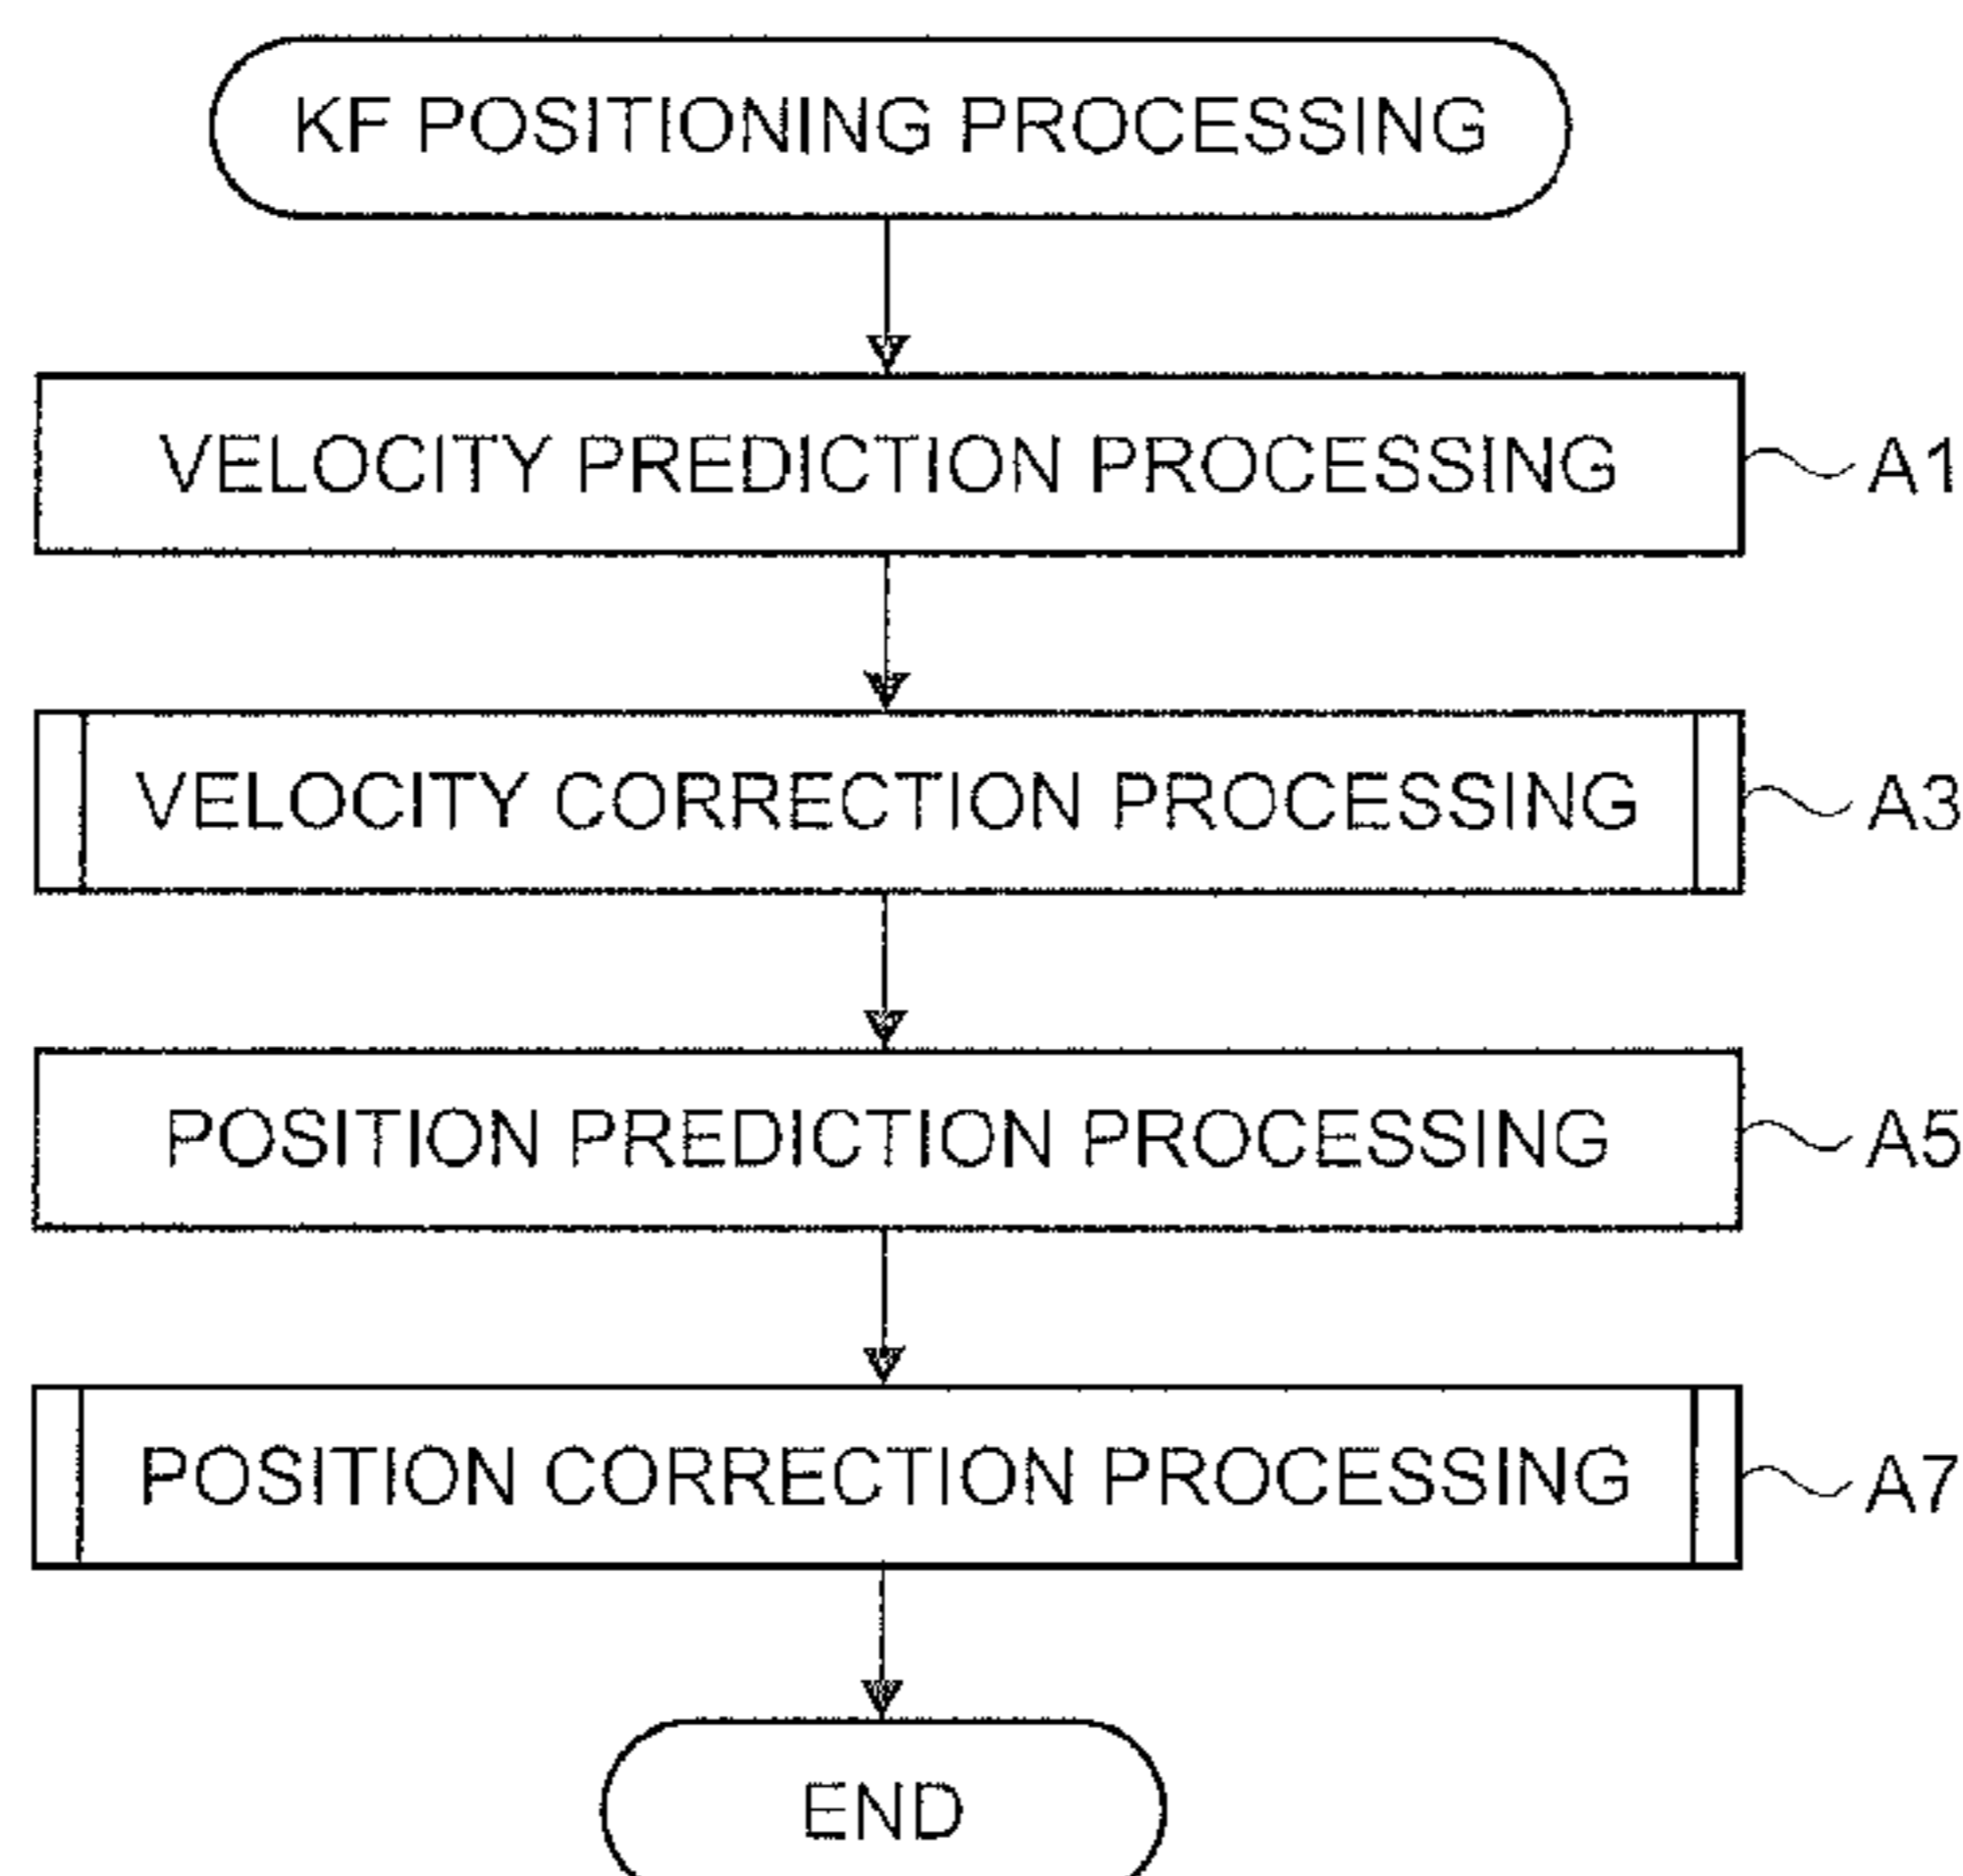 KF POSITIONING PROCESSING
VELOCITY PREDICTION PROCESSING
A1
VELOCITY CORRECTION PROCESSING
A3
POSITION PREDICTION PROCESSING
A5
POSITION CORRECTION PROCESSING
A7
END